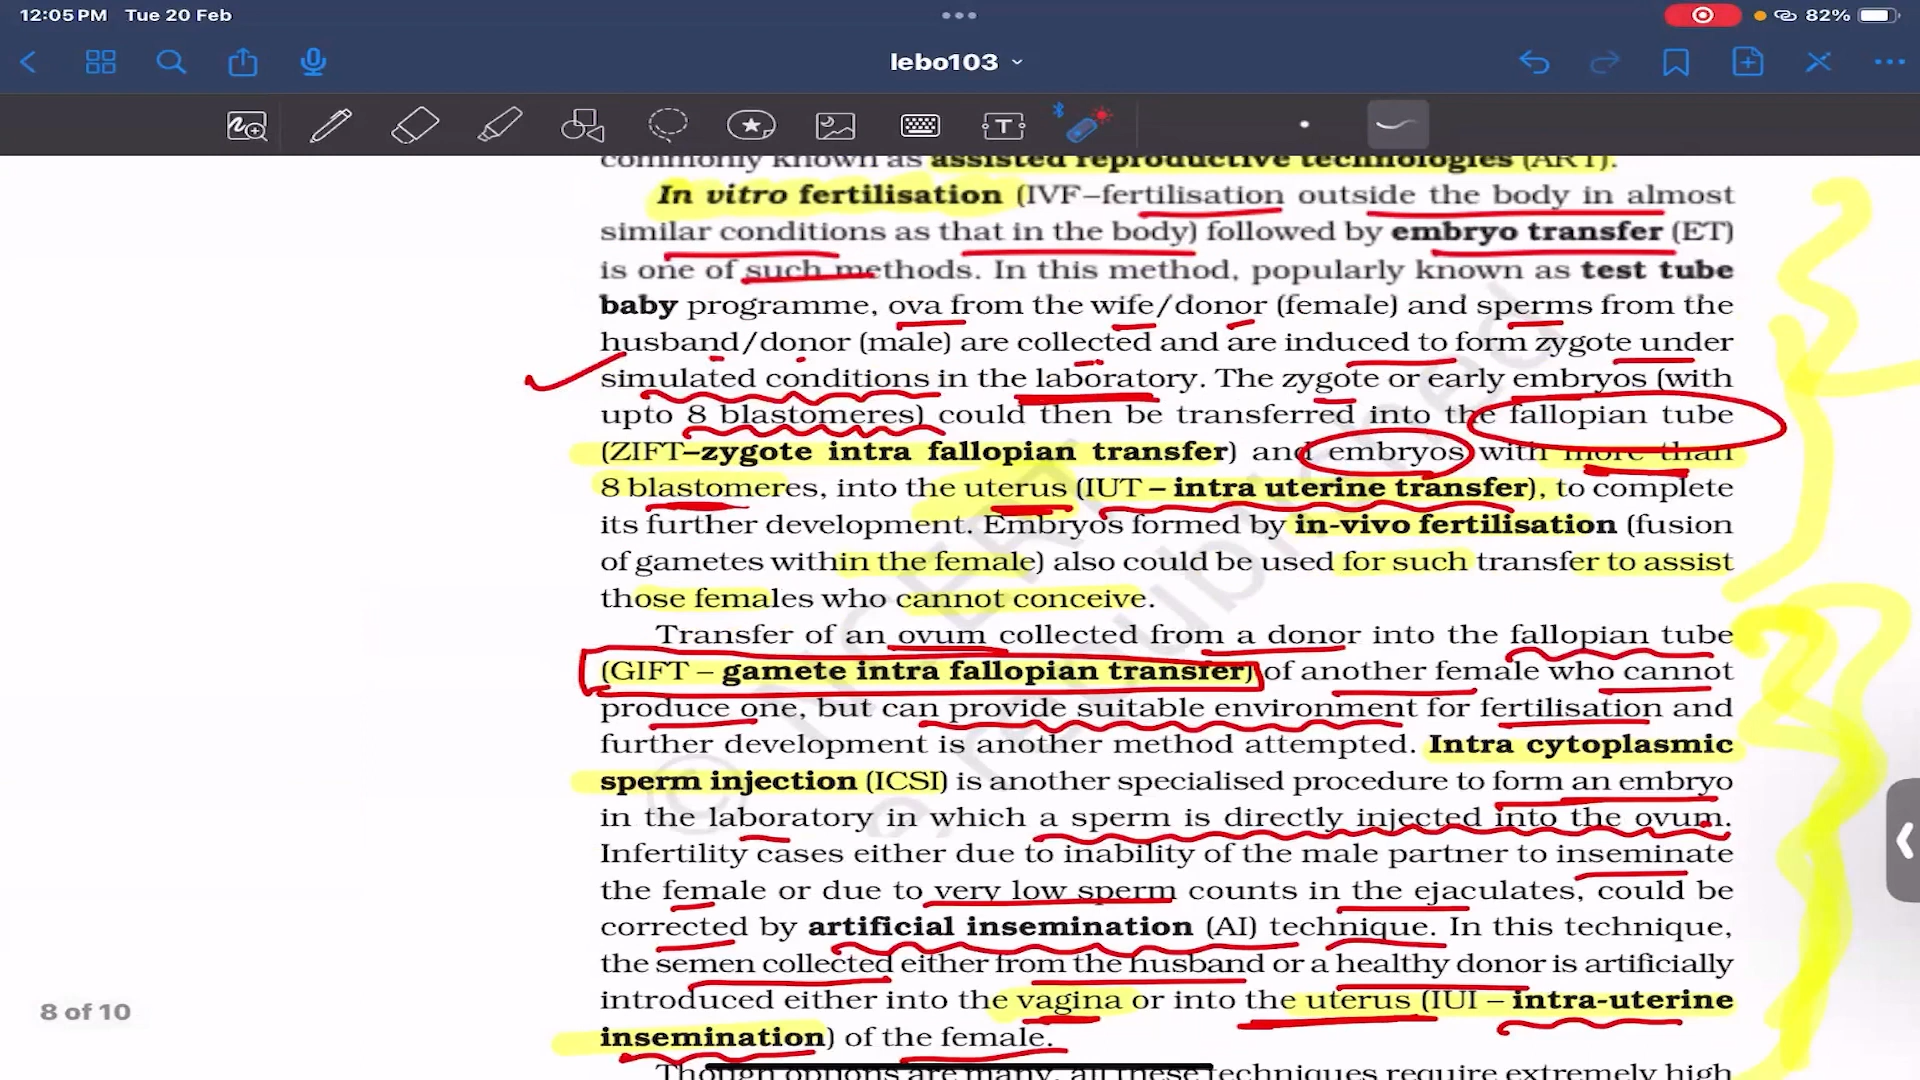 12:05 PM Tue 20 Feb
82%
lebo103
commonly known as assisted reproductive technologies (ART).
In vitro fertilisation (IVF–fertilisation outside the body in almost
similar conditions as that in the body) followed by embryo transfer (ET)
is one of such methods. In this method, popularly known as test tube
baby programme, ova from the wife/donor (female) and sperms from the
husband/donor (male) are collected and are induced to form zygote under
simulated conditions in the laboratory. The zygote or early embryos (with
upto 8 blastomeres) could then be transferred into the fallopian tube
(ZIFT–zygote intra fallopian transfer) and embryos with more than
8 blastomeres, into the uterus (IUT – intra uterine transfer), to complete
its further development. Embryos formed by in-vivo fertilisation (fusion
of gametes within the female) also could be used for such transfer to assist
those females who cannot conceive.
Transfer of an ovum collected from a donor into the fallopian tube
(GIFT – gamete intra fallopian transfer) of another female who cannot
produce one, but can provide suitable environment for fertilisation and
further development is another method attempted. Intra cytoplasmic
sperm injection (ICSI) is another specialised procedure to form an embryo
in the laboratory in which a sperm is directly injected into the ovum.
Infertility cases either due to inability of the male partner to inseminate
the female or due to very low sperm counts in the ejaculates, could be
corrected by artificial insemination (AI) technique. In this technique,
the semen collected either from the husband or a healthy donor is artificially
introduced either into the vagina or into the uterus (IUI – intra-uterine
insemination) of the female.
Though options are many, all these techniques require extremely high
8 of 10
© NCERT
republished